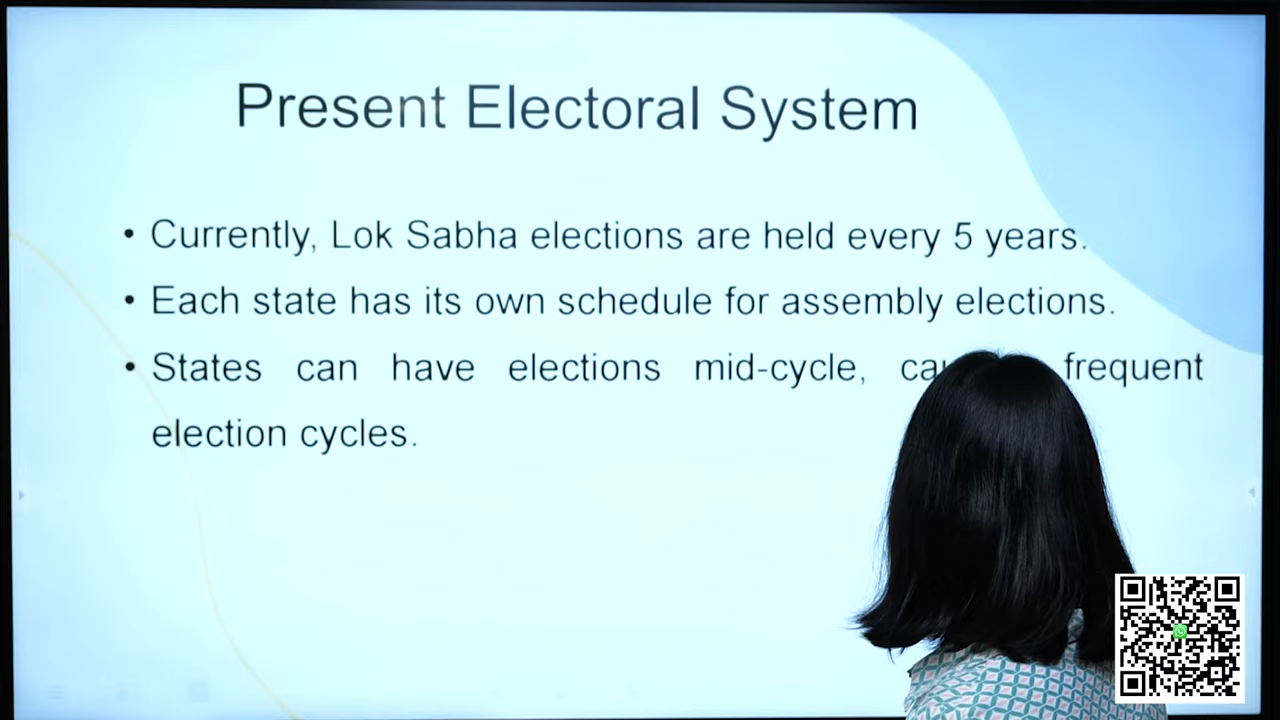 Present Electoral System
• Currently, Lok Sabha elections are held every 5 years.
• Each state has its own schedule for assembly elections.
• States can have elections mid-cycle, frequent
election cycles.